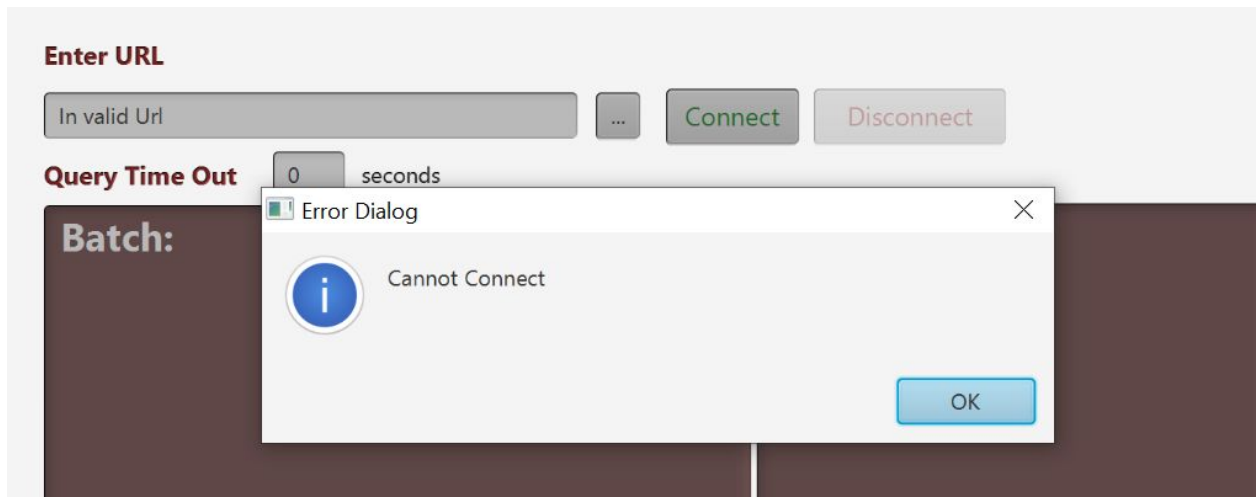 Enter URL
In valid Url
...
Connect
Disconnect
Query Time Out
0
seconds
Error Dialog
Batch:
i
Cannot Connect
OK